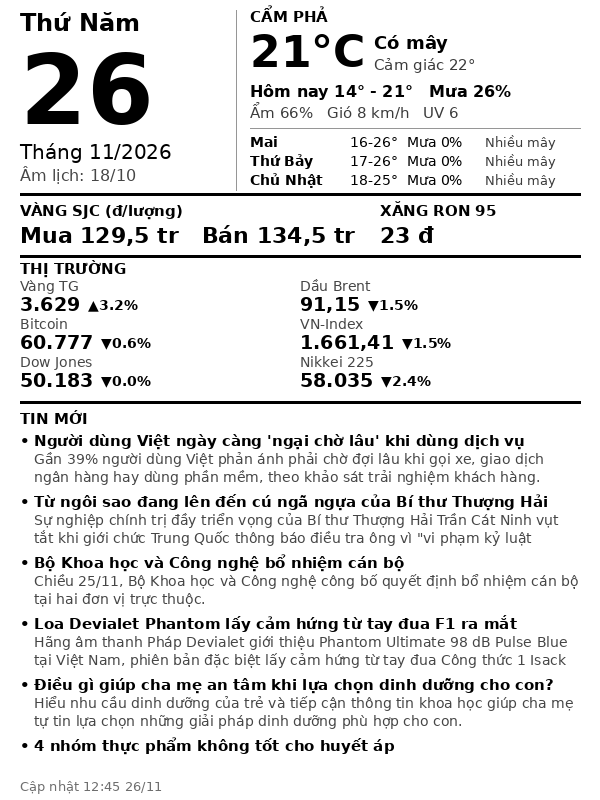 Thứ Năm
26
Tháng 11/2026
Âm lịch: 18/10
CẨM PHẢ
21°C Có mây
Cảm giác 22°
Hôm nay 14° - 21° Mưa 26%
Ẩm 66% Gió 8 km/h UV 6
Mai 16-26° Mưa 0% Nhiều mây
Thứ Bảy 17-26° Mưa 0% Nhiều mây
Chủ Nhật 18-25° Mưa 0% Nhiều mây
VÀNG SJC (đ/lượng)
Mua 129,5 tr Bán 134,5 tr
XĂNG RON 95
23 đ
THỊ TRƯỜNG
Vàng TG
3.629 ▲3.2%
Dầu Brent
91,15 ▼1.5%
Bitcoin
60.777 ▼0.6%
VN-Index
1.661,41 ▼1.5%
Dow Jones
50.183 ▼0.0%
Nikkei 225
58.035 ▼2.4%
TIN MỚI
• Người dùng Việt ngày càng 'ngại chờ lâu' khi dùng dịch vụ
Gần 39% người dùng Việt phản ánh phải chờ đợi lâu khi gọi xe, giao dịch
ngân hàng hay dùng phần mềm, theo khảo sát trải nghiệm khách hàng.
• Từ ngôi sao đang lên đến cú ngã ngựa của Bí thư Thượng Hải
Sự nghiệp chính trị đầy triển vọng của Bí thư Thượng Hải Trần Cát Ninh vụt
tắt khi giới chức Trung Quốc thông báo điều tra ông vì "vi phạm kỷ luật
• Bộ Khoa học và Công nghệ bổ nhiệm cán bộ
Chiều 25/11, Bộ Khoa học và Công nghệ công bố quyết định bổ nhiệm cán bộ
tại hai đơn vị trực thuộc.
• Loa Devialet Phantom lấy cảm hứng từ tay đua F1 ra mắt
Hãng âm thanh Pháp Devialet giới thiệu Phantom Ultimate 98 dB Pulse Blue
tại Việt Nam, phiên bản đặc biệt lấy cảm hứng từ tay đua Công thức 1 Isack
• Điều gì giúp cha mẹ an tâm khi lựa chọn dinh dưỡng cho con?
Hiểu nhu cầu dinh dưỡng của trẻ và tiếp cận thông tin khoa học giúp cha mẹ
tự tin lựa chọn những giải pháp dinh dưỡng phù hợp cho con.
• 4 nhóm thực phẩm không tốt cho huyết áp
Cập nhật 12:45 26/11